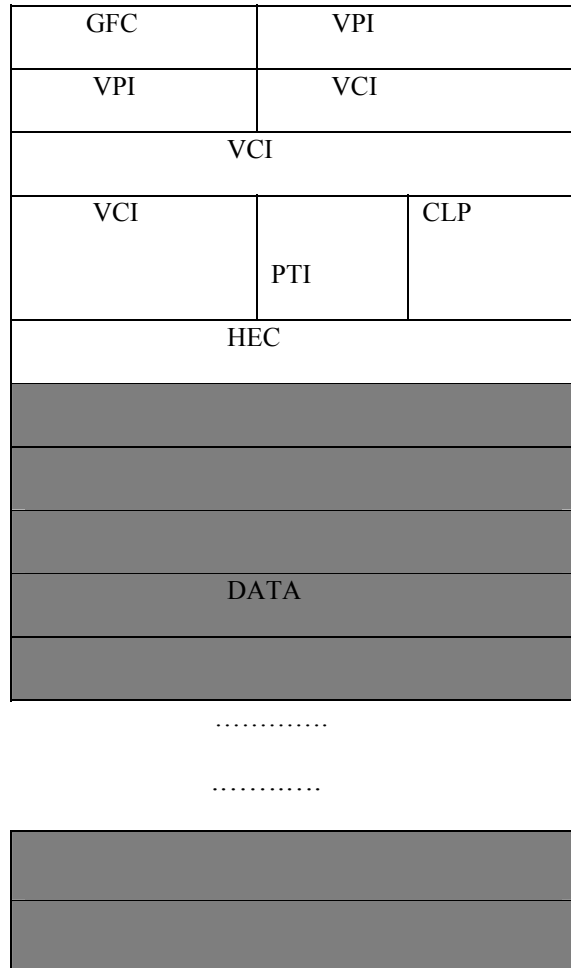 GFC VPI
VPI VCI
VCI
VCI CLP
PTI
HEC
DATA
………….
………….